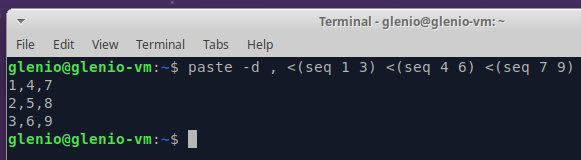 Terminal - glenio@glenio-vm: ~
File Edit View Terminal Tabs Help
glenio@glenio-vm:~$ paste -d , <(seq 1 3) <(seq 4 6) <(seq 7 9)
1,4,7
2,5,8
3,6,9
glenio@glenio-vm:~$